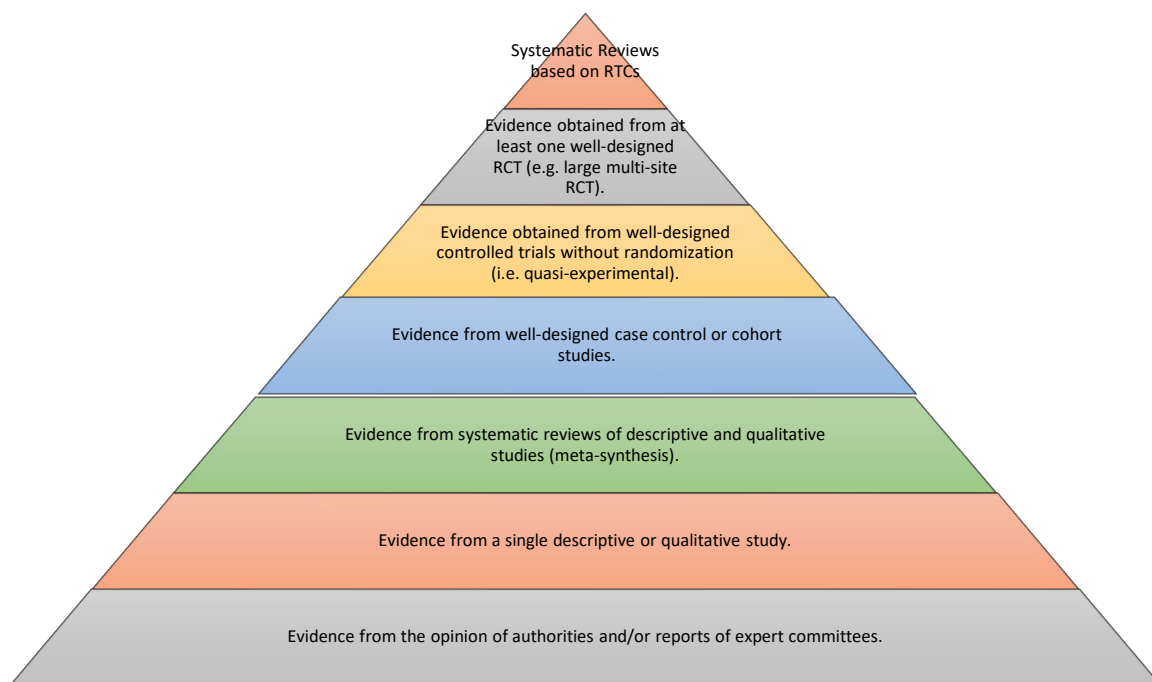 Systematic Reviews
based on RTCs
Evidence obtained from at
least one well-designed
RCT (e.g. large multi-site
RCT).
Evidence obtained from well-designed
controlled trials without randomization
(i.e. quasi-experimental).
Evidence from well-designed case control or cohort
studies.
Evidence from systematic reviews of descriptive and qualitative
studies (meta-synthesis).
Evidence from a single descriptive or qualitative study.
Evidence from the opinion of authorities and/or reports of expert committees.